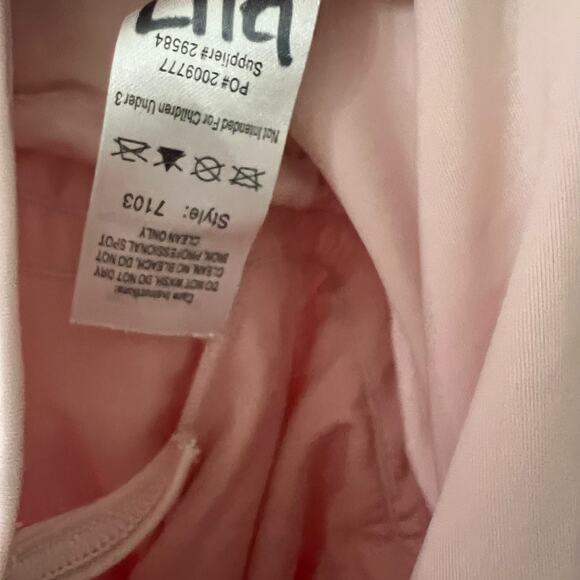 Care Instructions:
DO NOT WASH, DO NOT DRY
CLEAN, NO BLEACH, DO NOT
IRON, PROFESSIONAL SPOT
CLEAN ONLY
Style: 7103
Not Intended For Children Under 3
PO# 2009777
Supplier# 29584